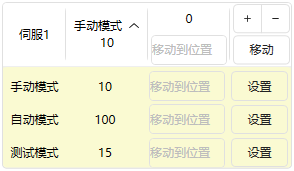 伺服1
手动模式
10
0
+ −
移动到位置
移动
手动模式 10 移动到位置 设置
自动模式 100 移动到位置 设置
测试模式 15 移动到位置 设置